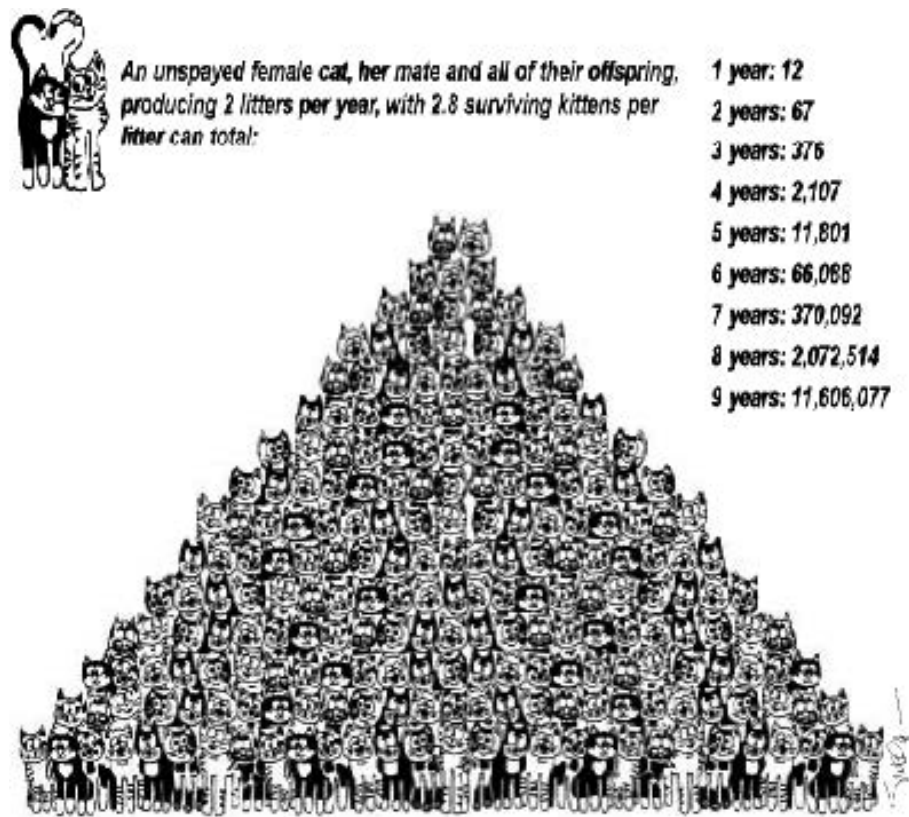 An unspayed female cat, her mate and all of their offspring,
producing 2 litters per year, with 2.8 surviving kittens per
litter can total:
1 year: 12
2 years: 67
3 years: 376
4 years: 2,107
5 years: 11,801
6 years: 66,088
7 years: 370,092
8 years: 2,072,514
9 years: 11,606,077